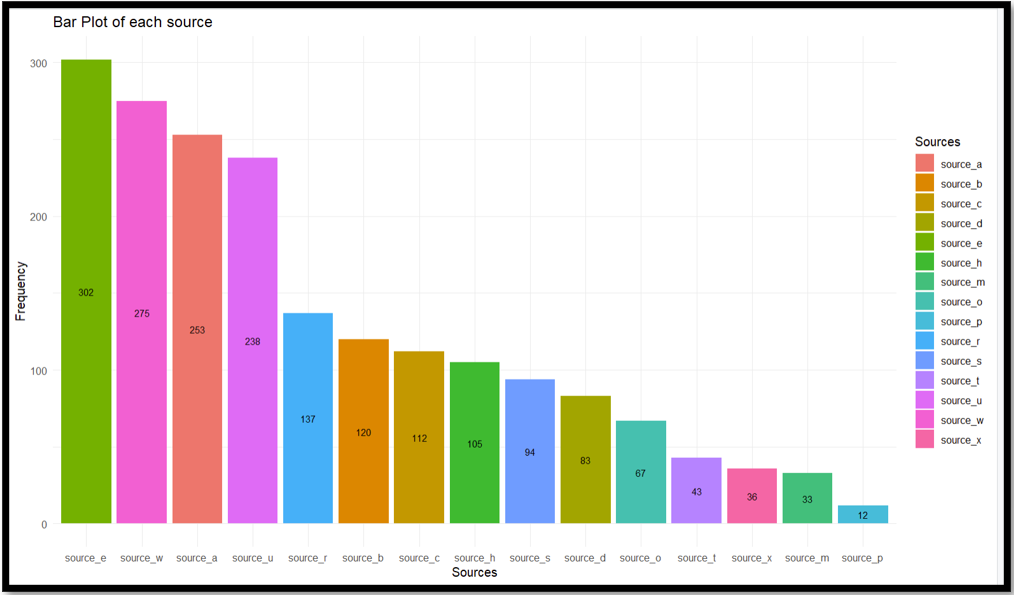 Bar Plot of each source
300
200
100
0
Frequency
302
275
253
238
137
120
112
105
94
83
67
43
36
33
12
source_e source_w source_a source_u source_r source_b source_c source_h source_s source_d source_o source_t source_x source_m source_p
Sources
Sources
source_a
source_b
source_c
source_d
source_e
source_h
source_m
source_o
source_p
source_r
source_s
source_t
source_u
source_w
source_x